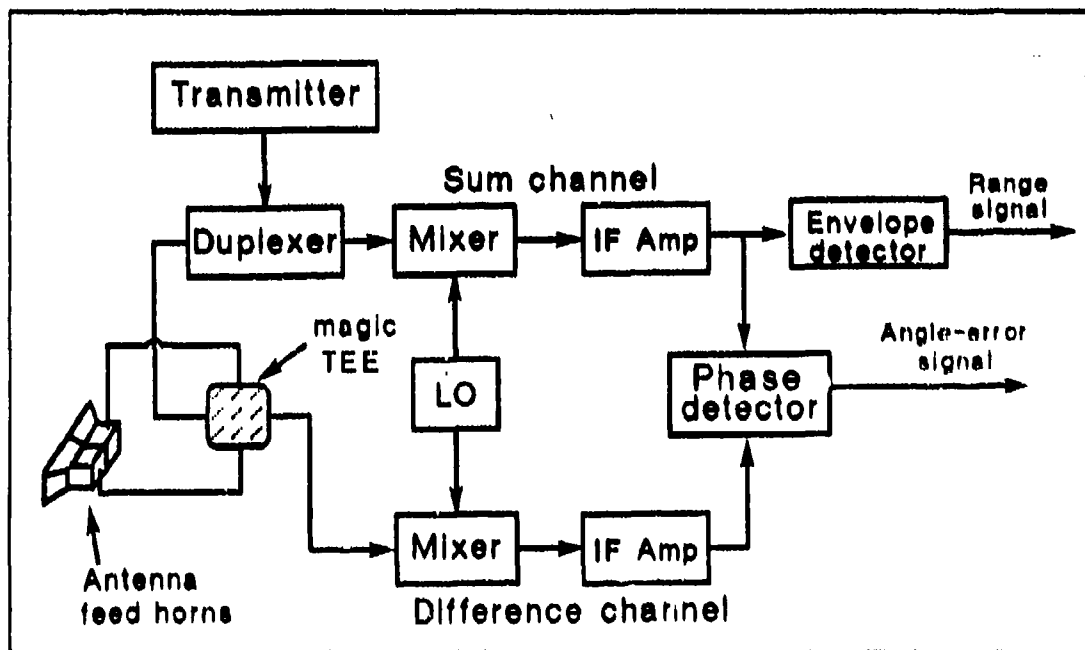 Transmitter
Sum channel
Range
signal
Duplexer
Mixer
IF Amp
Envelope
detector
magic
TEE
LO
Angle-error
signal
Phase
detector
Mixer
IF Amp
Antenna
feed horns
Difference channel